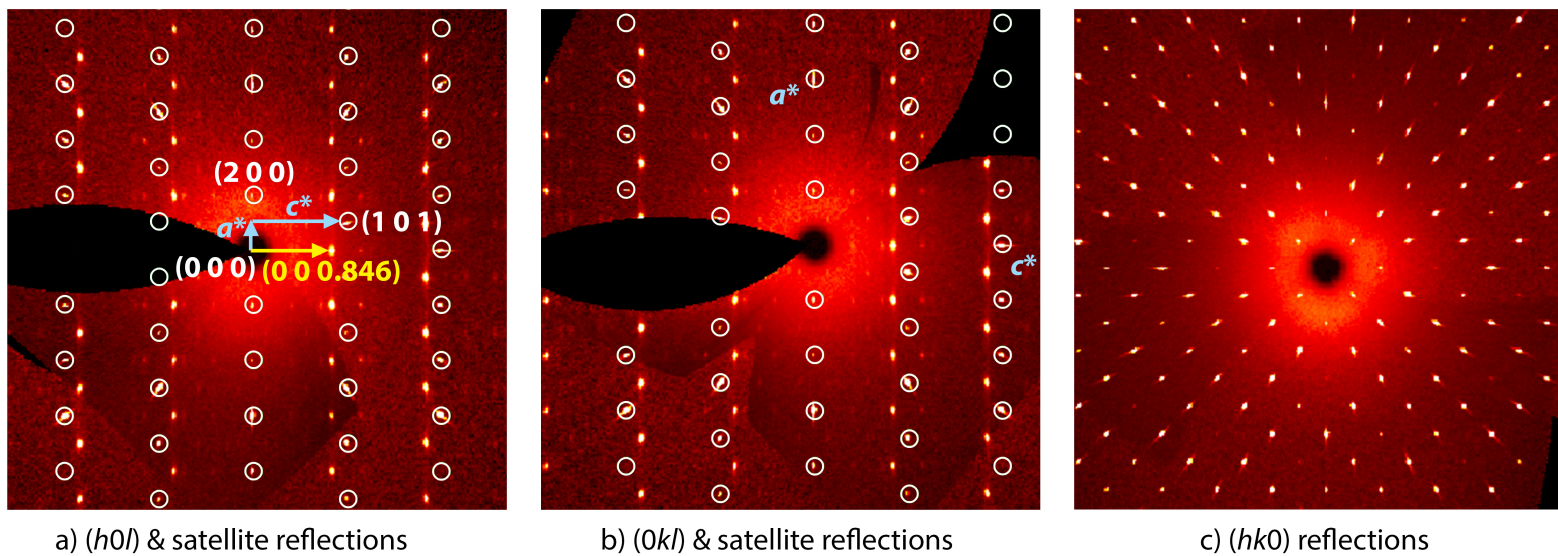 (2 0 0)
c*
a*
(1 0 1)
(0 0 0)
(0 0 0.846)
a*
c*
a) (h0l) & satellite reflections
b) (0kl) & satellite reflections
c) (hk0) reflections